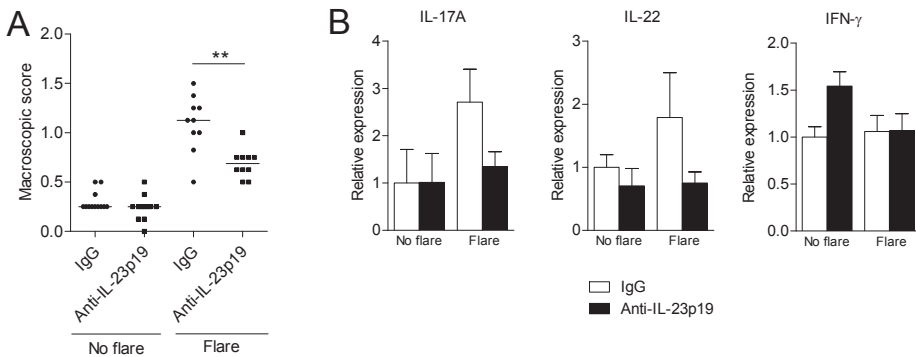 A
Macroscopic score
2.0
1.5
1.0
0.5
0.0
**
IgG
Anti-IL-23p19
IgG
Anti-IL-23p19
No flare
Flare
B
IL-17A
Relative expression
4
3
2
1
0
No flare
Flare
IL-22
Relative expression
3
2
1
0
No flare
Flare
IFN-γ
Relative expression
2.0
1.5
1.0
0.5
0.0
No flare
Flare
IgG
Anti-IL-23p19